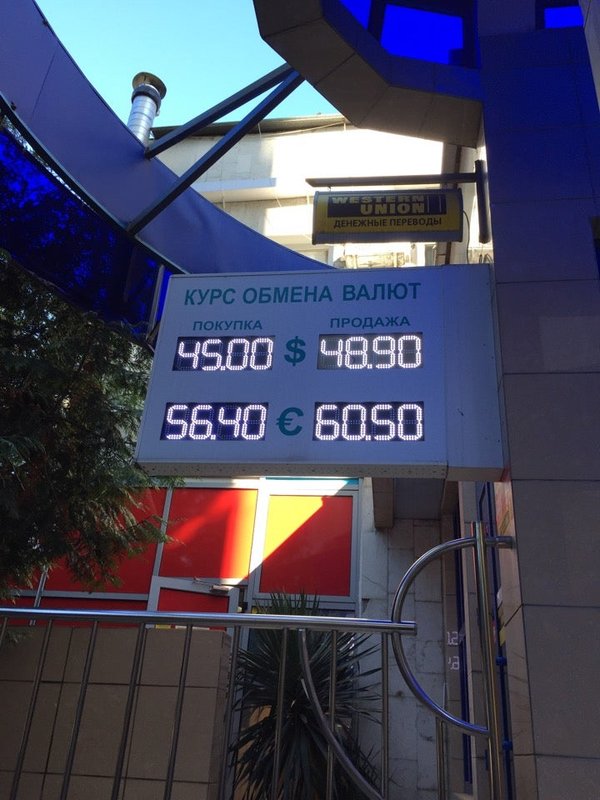 WESTERN
UNION
ДЕНЕЖНЫЕ ПЕРЕВОДЫ
КУРС ОБМЕНА ВАЛЮТ
ПОКУПКА ПРОДАЖА
45.00 $ 48.90
56.40 € 60.50